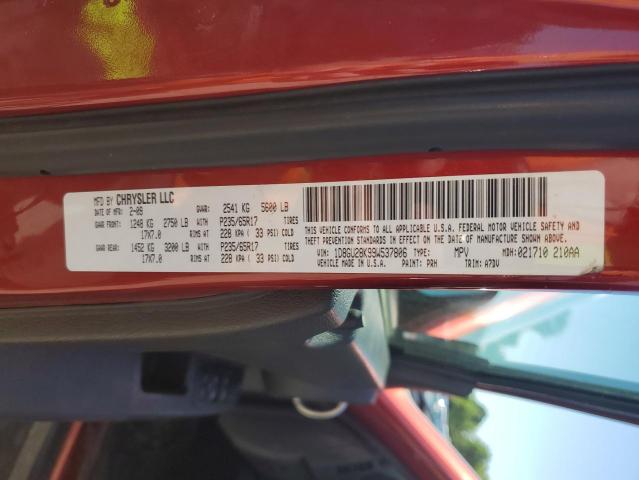 MFD BY CHRYSLER LLC
DATE OF MFR: 2-09 GVWR: 2541 KG 5600 LB
GAWR FRONT: 1248 KG 2750 LB WITH P235/65R17 TIRES
17X7.0 RIMS AT 228 KPA ( 33 PSI) COLD
GAWR REAR: 1452 KG 3200 LB WITH P235/65R17 TIRES
17X7.0 RIMS AT 228 KPA ( 33 PSI) COLD
THIS VEHICLE CONFORMS TO ALL APPLICABLE U.S.A. FEDERAL MOTOR VEHICLE SAFETY AND
THEFT PREVENTION STANDARDS IN EFFECT ON THE DATE OF MANUFACTURE SHOWN ABOVE.
VIN: 1D8GU28K99W537806 TYPE: MPV MDH: 021710 210AA
VEHICLE MADE IN U.S.A. PAINT: PRH TRIM: A7DV